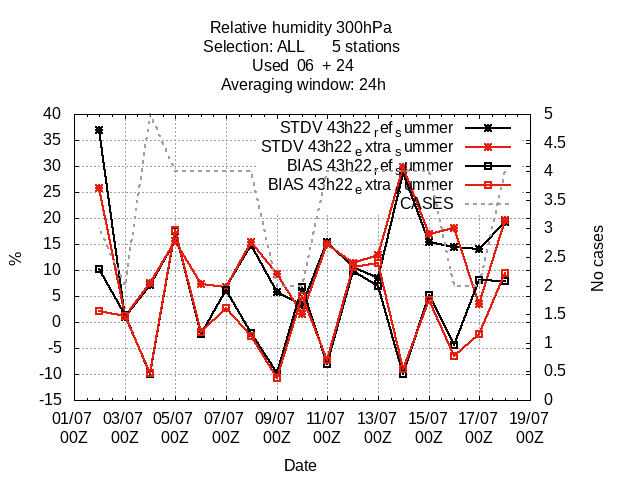 Relative humidity 300hPa
Selection: ALL 5 stations
Used 06 + 24
Averaging window: 24h
STDV 43h22refsummer
STDV 43h22extrasummer
BIAS 43h22refsummer
BIAS 43h22extrasummer
CASES
40
35
30
25
20
15
10
5
0
-5
-10
-15
%
5
4.5
4
3.5
3
2.5
2
1.5
1
0.5
0
No cases
01/07 03/07 05/07 07/07 09/07 11/07 13/07 15/07 17/07 19/07
00Z 00Z 00Z 00Z 00Z 00Z 00Z 00Z 00Z 00Z
Date